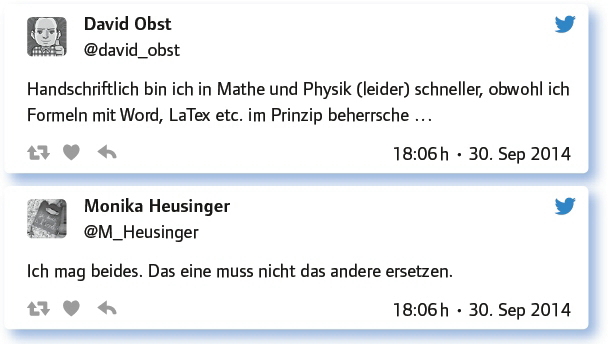 David Obst
@david_obst
Handschriftlich bin ich in Mathe und Physik (leider) schneller, obwohl ich
Formeln mit Word, LaTex etc. im Prinzip beherrsche …
18:06 h • 30. Sep 2014
Monika Heusinger
@M_Heusinger
Ich mag beides. Das eine muss nicht das andere ersetzen.
18:06 h • 30. Sep 2014